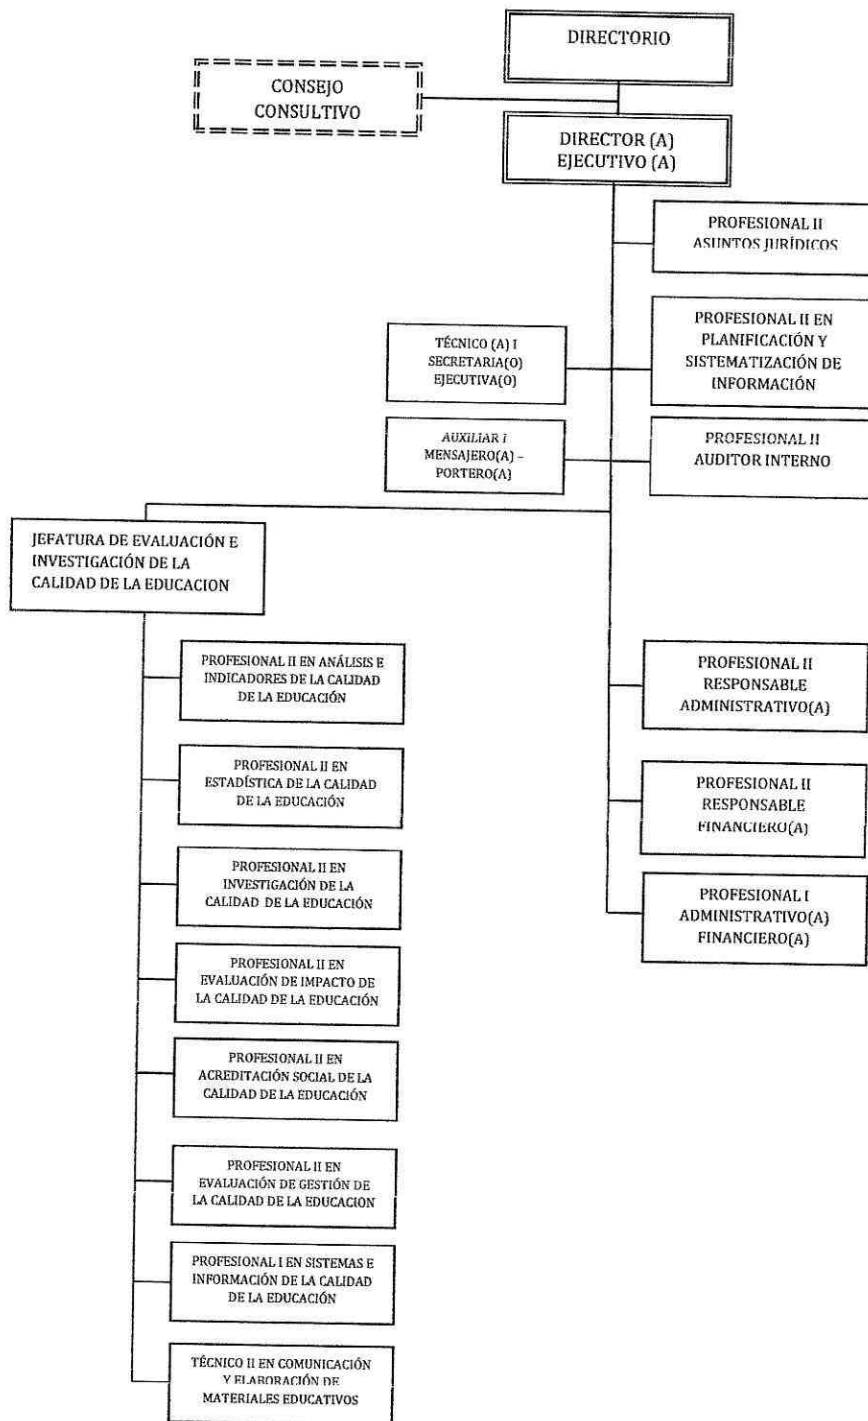 DIRECTORIO
CONSEJO
CONSULTIVO
DIRECTOR (A)
EJECUTIVO (A)
PROFESIONAL II
ASUNTOS JURÍDICOS
TÉCNICO (A) I
SECRETARIA(O)
EJECUTIVA(O)
PROFESIONAL II EN
PLANIFICACIÓN Y
SISTEMATIZACIÓN DE
INFORMACIÓN
AUXILIAR I
MENSAJERO(A) –
PORTERO(A)
PROFESIONAL II
AUDITOR INTERNO
JEFATURA DE EVALUACIÓN E
INVESTIGACIÓN DE LA
CALIDAD DE LA EDUCACION
PROFESIONAL II EN ANÁLISIS E
INDICADORES DE LA CALIDAD
DE LA EDUCACIÓN
PROFESIONAL II EN
ESTADÍSTICA DE LA CALIDAD
DE LA EDUCACIÓN
PROFESIONAL II EN
INVESTIGACIÓN DE LA
CALIDAD DE LA EDUCACIÓN
PROFESIONAL II EN
EVALUACIÓN DE IMPACTO DE
LA CALIDAD DE LA EDUCACIÓN
PROFESIONAL II EN
ACREDITACIÓN SOCIAL DE LA
CALIDAD DE LA EDUCACIÓN
PROFESIONAL II EN
EVALUACIÓN DE GESTIÓN DE
LA CALIDAD DE LA EDUCACION
PROFESIONAL I EN SISTEMAS E
INFORMACIÓN DE LA CALIDAD
DE LA EDUCACIÓN
TÉCNICO II EN COMUNICACIÓN
Y ELABORACIÓN DE
MATERIALES EDUCATIVOS
PROFESIONAL II
RESPONSABLE
ADMINISTRATIVO(A)
PROFESIONAL II
RESPONSABLE
FINANCIERO(A)
PROFESIONAL I
ADMINISTRATIVO(A)
FINANCIERO(A)